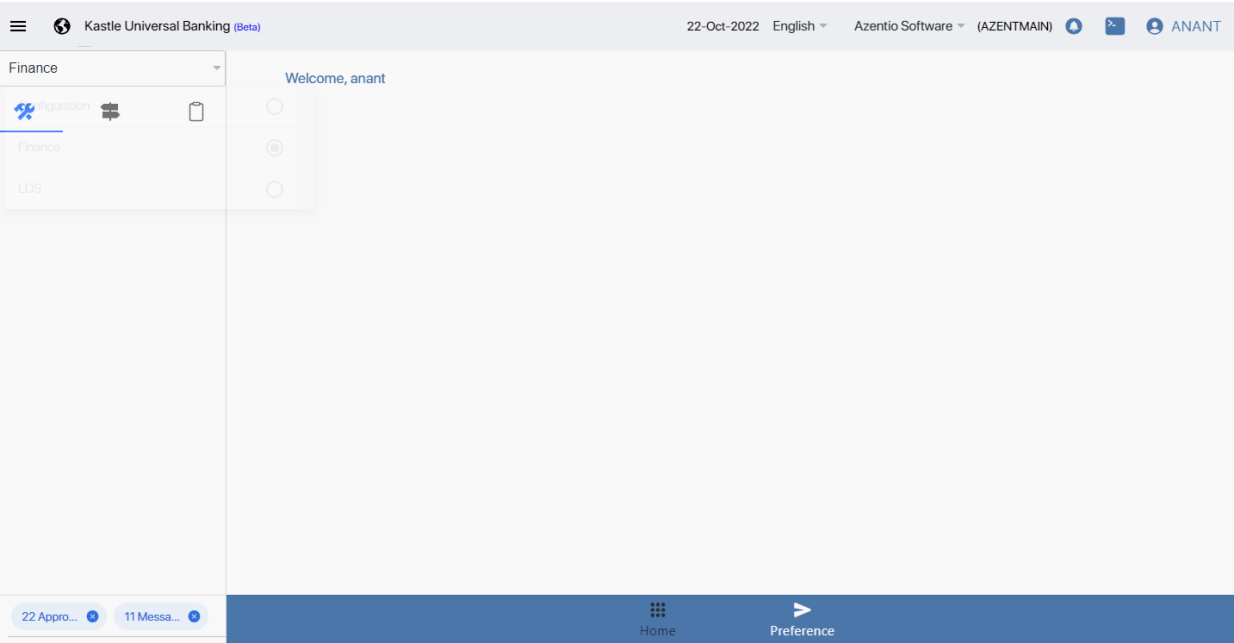 Kastle Universal Banking (Beta)
22-Oct-2022 English Azentio Software (AZENTMAIN) ANANT
Finance
Welcome, anant
Configuration
Finance
LOS
22 Appro... 11 Messa...
Home Preference